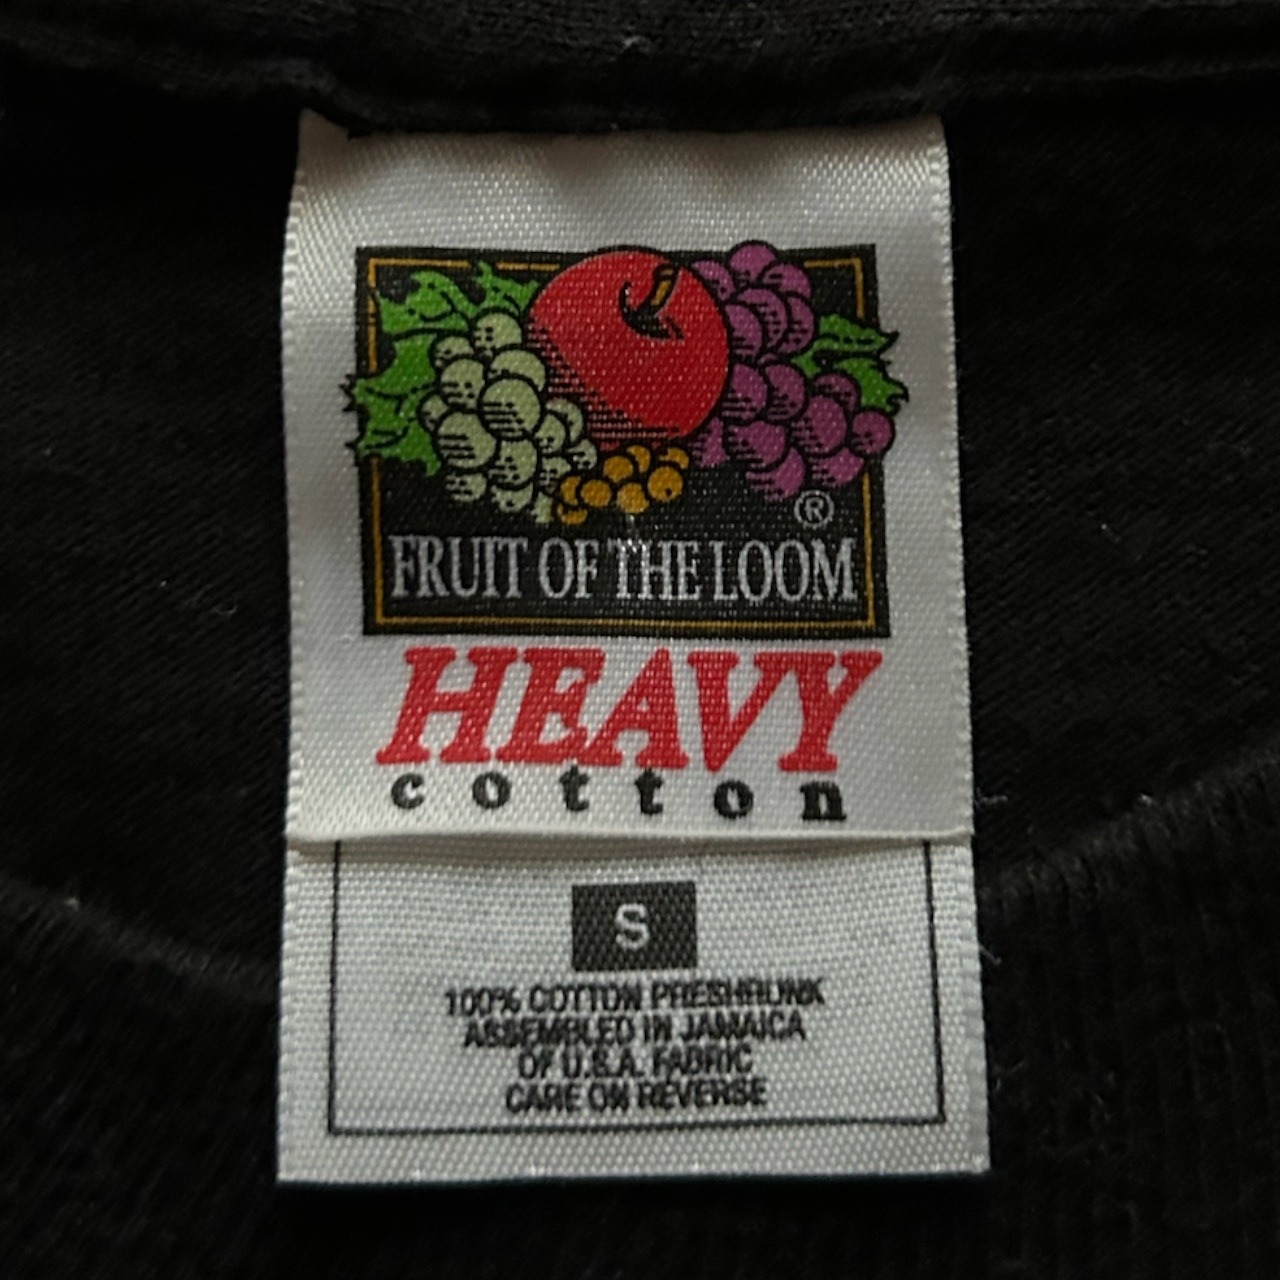 ®
FRUIT OF THE LOOM
HEAVY
cotton
S
100% COTTON PRESHRUNK
ASSEMBLED IN JAMAICA
OF U.S.A. FABRIC
CARE ON REVERSE